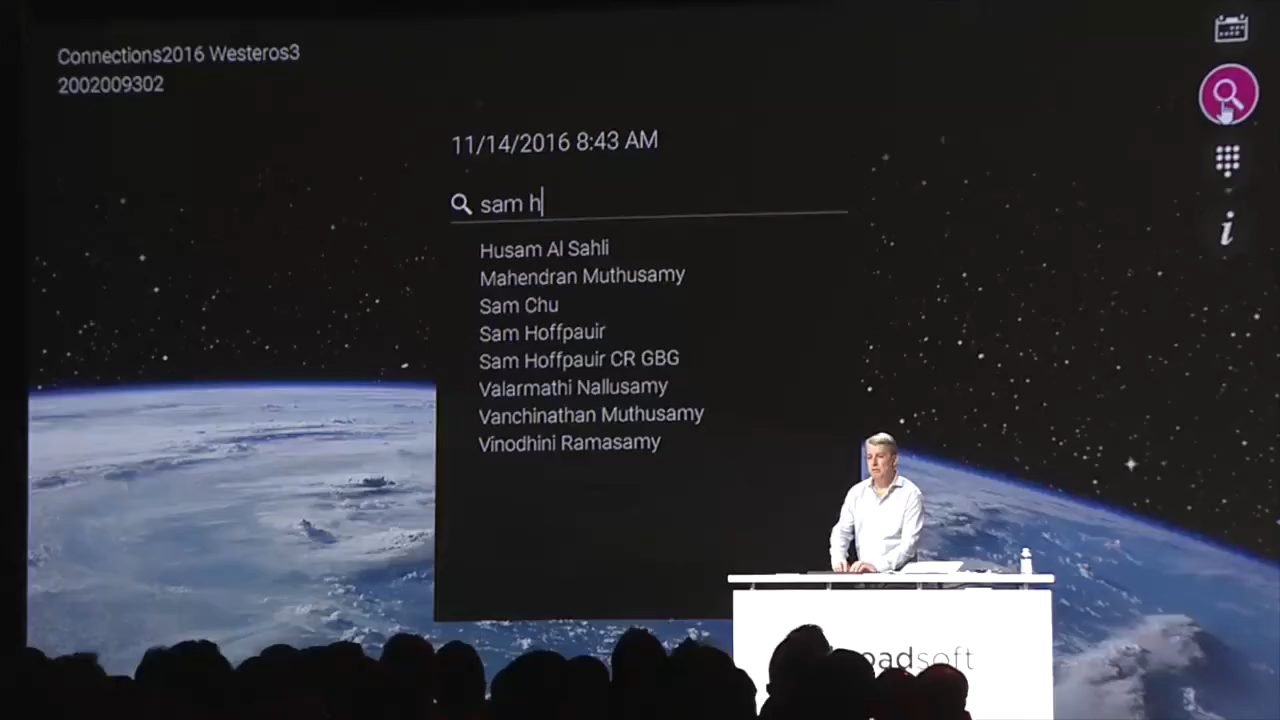 Connections2016 Westeros3
2002009302
11/14/2016 8:43 AM
sam h
Husam Al Sahli
Mahendran Muthusamy
Sam Chu
Sam Hoffpauir
Sam Hoffpauir CR GBG
Valarmathi Nallusamy
Vanchinathan Muthusamy
Vinodhini Ramasamy
i
oadsoft